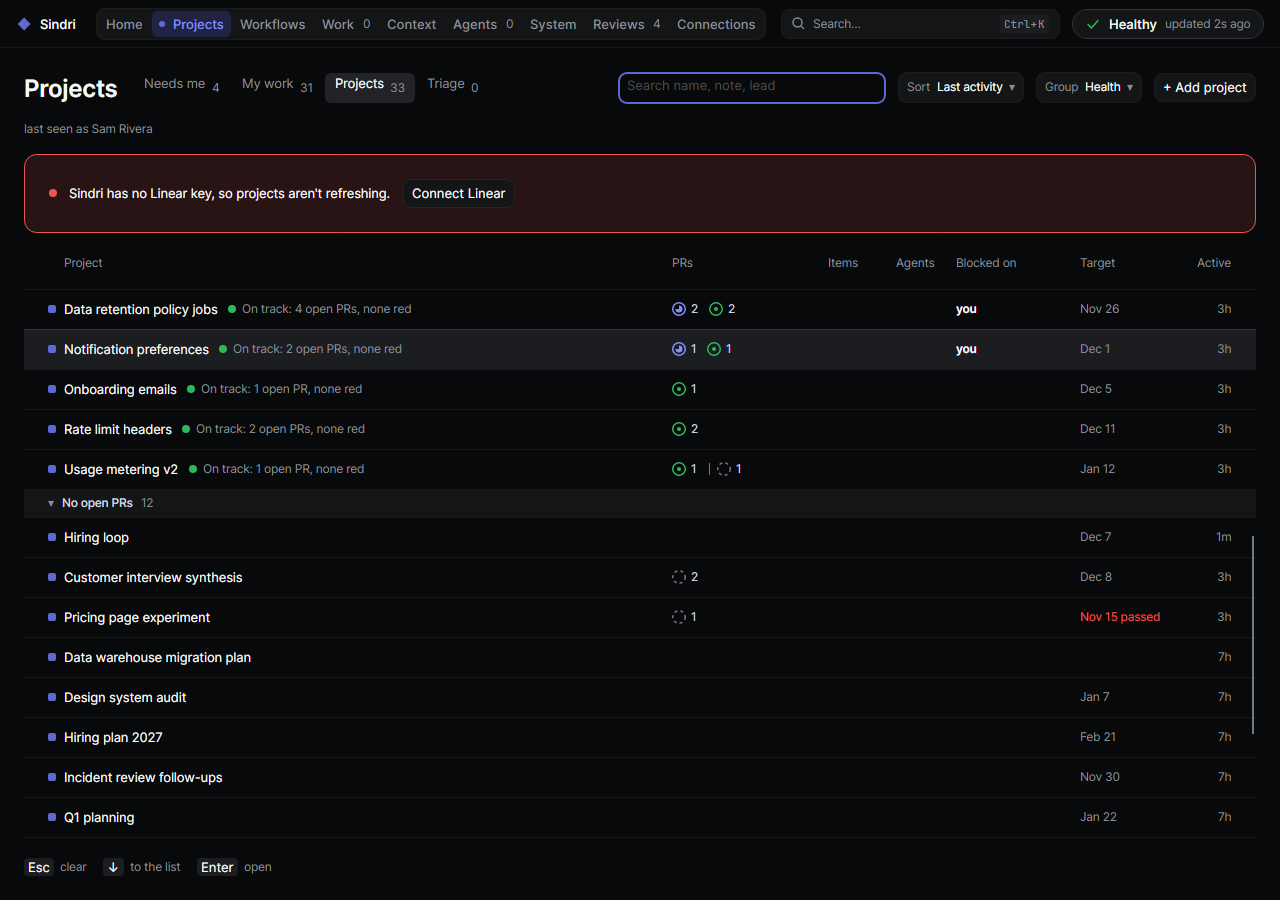 Sindri Home Projects Workflows Work 0 Context Agents 0 System Reviews 4 Connections Search... Ctrl+K Healthy updated 2s ago
Projects Needs me 4 My work 31 Projects 33 Triage 0 Search name, note, lead Sort Last activity ▾ Group Health ▾ + Add project
last seen as Sam Rivera
Sindri has no Linear key, so projects aren't refreshing. Connect Linear
Project PRs Items Agents Blocked on Target Active
Data retention policy jobs On track: 4 open PRs, none red 2 2 you Nov 26 3h
Notification preferences On track: 2 open PRs, none red 1 1 you Dec 1 3h
Onboarding emails On track: 1 open PR, none red 1 Dec 5 3h
Rate limit headers On track: 2 open PRs, none red 2 Dec 11 3h
Usage metering v2 On track: 1 open PR, none red 1 1 Jan 12 3h
▾ No open PRs 12
Hiring loop Dec 7 1m
Customer interview synthesis 2 Dec 8 3h
Pricing page experiment 1 Nov 15 passed 3h
Data warehouse migration plan 7h
Design system audit Jan 7 7h
Hiring plan 2027 Feb 21 7h
Incident review follow-ups Nov 30 7h
Q1 planning Jan 22 7h
Esc clear ↓ to the list Enter open